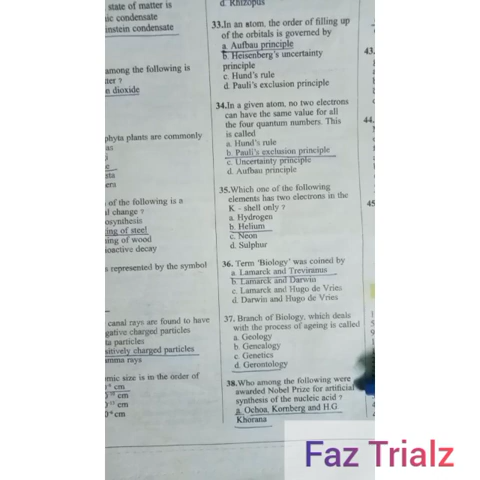 state of matter is
ic condensate
instein condensate
among the following is
n dioxide
phyta plants are commonly
as
of the following is a
l change ?
ing of steel
ing of wood
ioactive decay
s represented by the symbol
canal rays are found to have
gative charged particles
ta particles
sitively charged particles
amma rays
mic size is in the order of
cm
cm
cm
cm
d. Rhizopus
33.In an atom, the order of filling up
of the orbitals is governed by
a. Aufbau principle
b. Heisenberg's uncertainty
principle
c. Hund's rule
d. Pauli's exclusion principle
34.In a given atom, no two electrons
can have the same value for all
the four quantum numbers. This
is called
a. Hund's rule
b. Pauli's exclusion principle
c. Uncertainty principle
d. Aufbau principle
35.Which one of the following
elements has two electrons in the
K - shell only ?
a. Hydrogen
b. Helium
c. Neon
d. Sulphur
36. Term 'Biology' was coined by
a. Lamarck and Treviranus
b. Lamarck and Darwin
c. Lamarck and Hugo de Vries
d. Darwin and Hugo de Vries
37. Branch of Biology, which deals
with the process of ageing is called
a. Geology
b. Genealogy
c. Genetics
d. Gerontology
38.Who among the following were
awarded Nobel Prize for artificial
synthesis of the nucleic acid ?
a. Ochoa, Kornberg and H.G.
Khorana
43.
44.
45
Faz Trialz